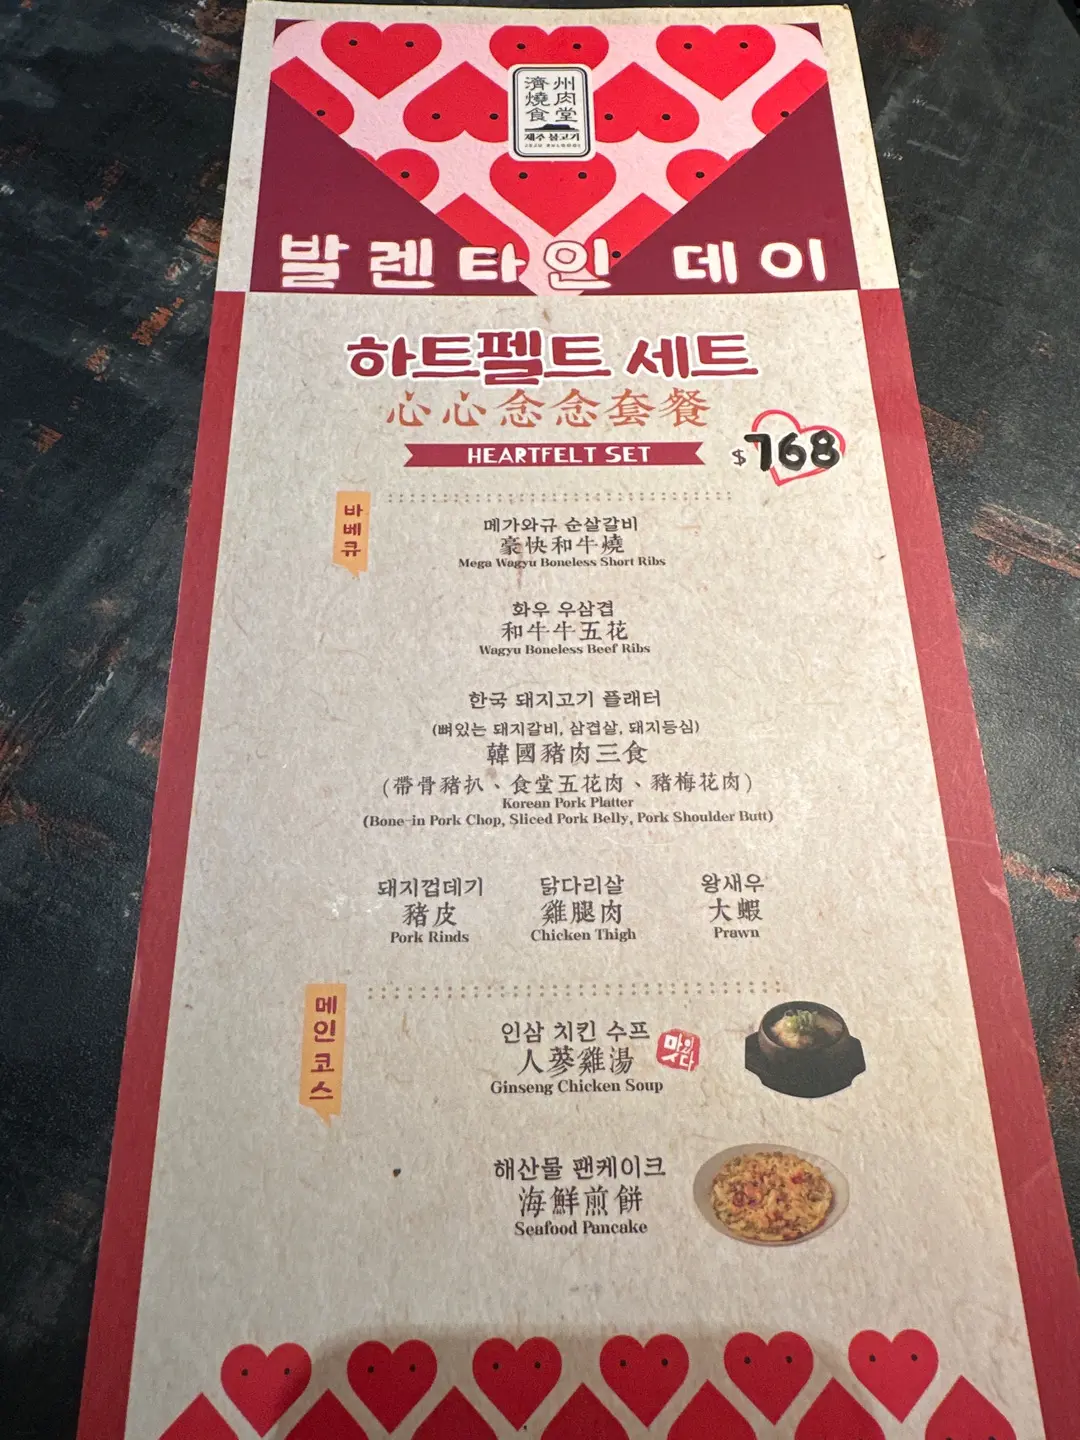 濟州
燒肉
食堂
제주 불고기
발렌타인 데이
하트펠트 세트
心心念念套餐
HEARTFELT SET
$768
바베큐
메가와규 순살갈비
豪快和牛燒
Mega Wagyu Boneless Short Ribs
화우 우삼겹
和牛牛五花
Wagyu Boneless Beef Ribs
한국 돼지고기 플래터
(뼈있는 돼지갈비, 삼겹살, 돼지등심)
韓國豬肉三食
(帶骨豬扒、食堂五花肉、豬梅花肉)
Korean Pork Platter
(Bone-in Pork Chop, Sliced Pork Belly, Pork Shoulder Butt)
돼지껍데기 닭다리살 왕새우
豬皮 雞腿肉 大蝦
Pork Rinds Chicken Thigh Prawn
메인코스
인삼 치킨 수프
人蔘雞湯
맛있다
Ginseng Chicken Soup
해산물 팬케이크
海鮮煎餅
Seafood Pancake